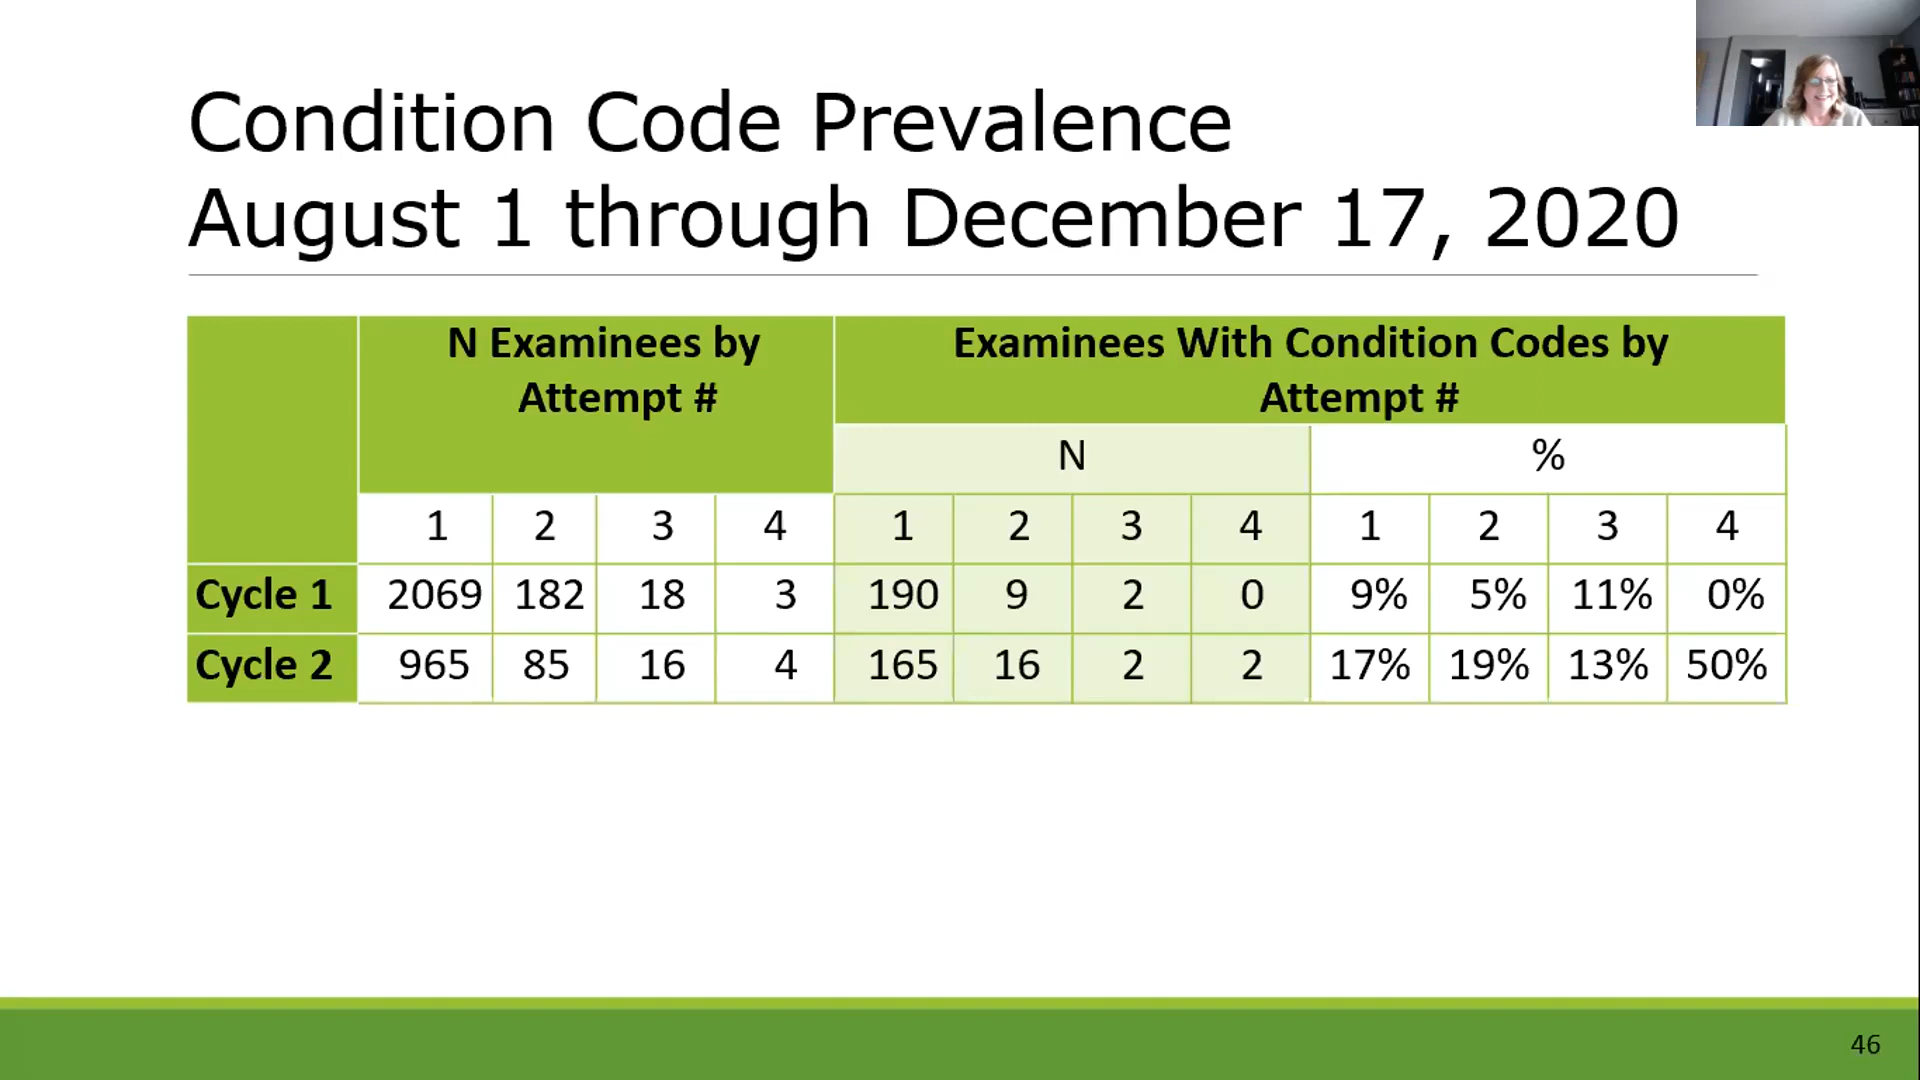 Condition Code Prevalence
August 1 through December 17, 2020
N Examinees by
Attempt #
Examinees With Condition Codes by
Attempt #
N %
1 2 3 4 1 2 3 4 1 2 3 4
Cycle 1 2069 182 18 3 190 9 2 0 9% 5% 11% 0%
Cycle 2 965 85 16 4 165 16 2 2 17% 19% 13% 50%
46